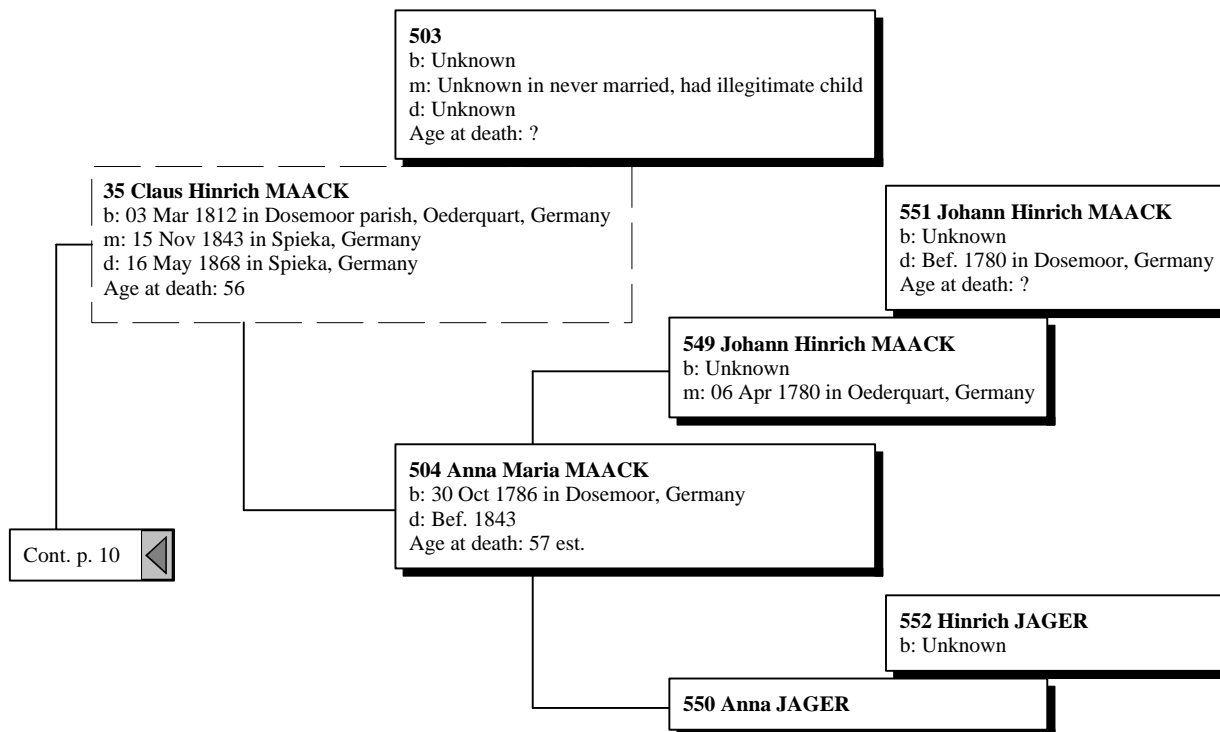 503
b: Unknown
m: Unknown in never married, had illegitimate child
d: Unknown
Age at death: ?
35 Claus Hinrich MAACK
b: 03 Mar 1812 in Dosemoor parish, Oederquart, Germany
m: 15 Nov 1843 in Spieka, Germany
d: 16 May 1868 in Spieka, Germany
Age at death: 56
551 Johann Hinrich MAACK
b: Unknown
d: Bef. 1780 in Dosemoor, Germany
Age at death: ?
549 Johann Hinrich MAACK
b: Unknown
m: 06 Apr 1780 in Oederquart, Germany
504 Anna Maria MAACK
b: 30 Oct 1786 in Dosemoor, Germany
d: Bef. 1843
Age at death: 57 est.
Cont. p. 10
552 Hinrich JAGER
b: Unknown
550 Anna JAGER